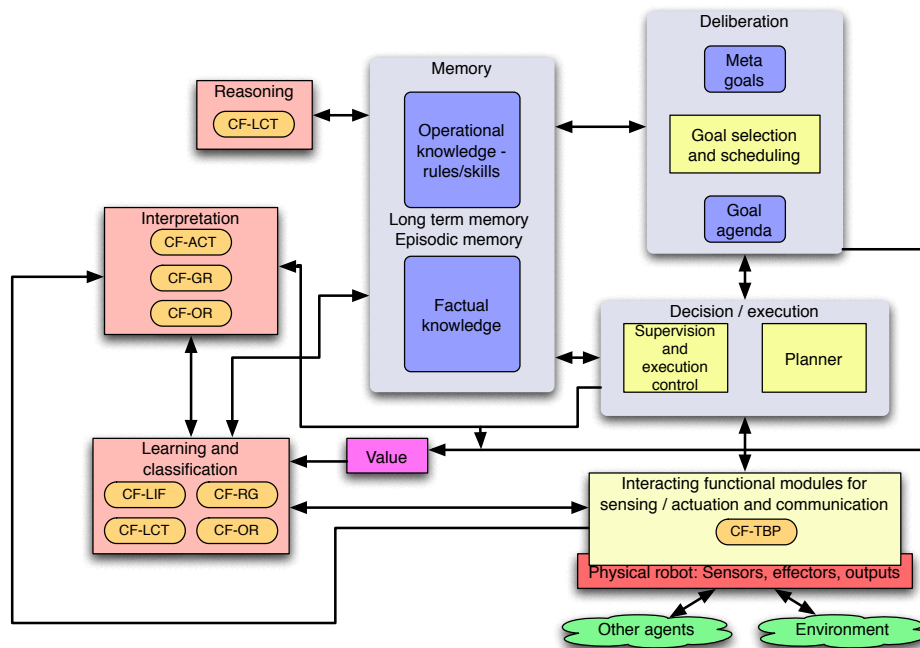 Deliberation
Meta
goals
Goal selection
and scheduling
Goal
agenda
Memory
Operational
knowledge -
rules/skills
Long term memory
Episodic memory
Factual
knowledge
Reasoning
CF-LCT
Interpretation
CF-ACT
CF-GR
CF-OR
Decision / execution
Supervision
and
execution
control
Planner
Learning and
classification
CF-LIF
CF-RG
CF-LCT
CF-OR
Value
Interacting functional modules for
sensing / actuation and communication
CF-TBP
Physical robot: Sensors, effectors, outputs
Other agents
Environment